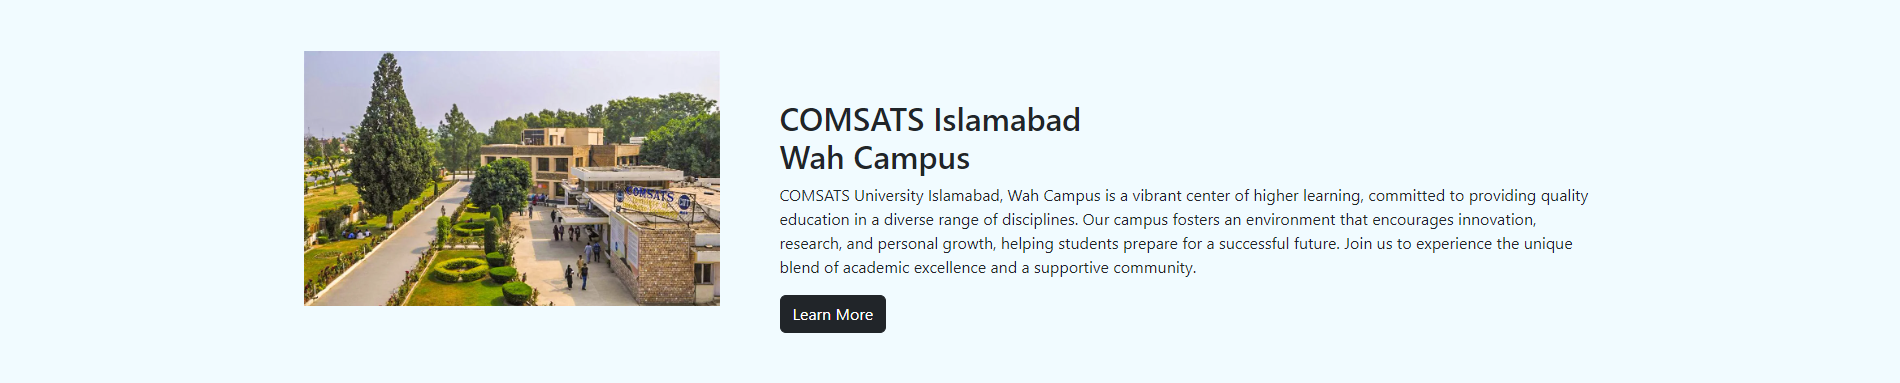 COMSATS
COMSATS Islamabad
Wah Campus
COMSATS University Islamabad, Wah Campus is a vibrant center of higher learning, committed to providing quality
education in a diverse range of disciplines. Our campus fosters an environment that encourages innovation,
research, and personal growth, helping students prepare for a successful future. Join us to experience the unique
blend of academic excellence and a supportive community.
Learn More